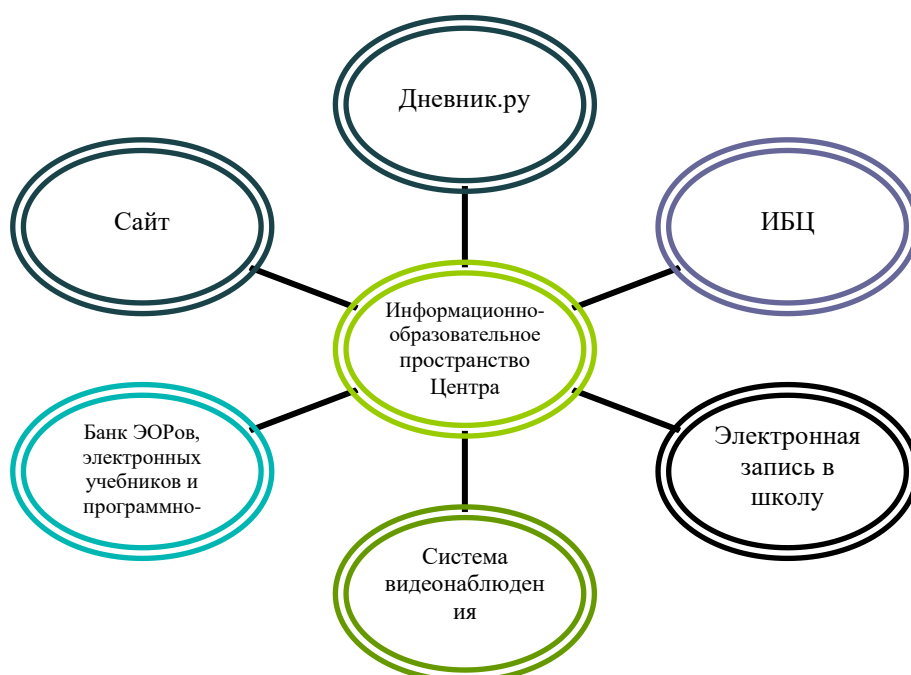 Дневник.ру
Сайт
ИБЦ
Информационно-
образовательное
пространство
Центра
Банк ЭОРов,
электронных
учебников и
программно-
Электронная
запись в
школу
Система
видеонаблюден
ия